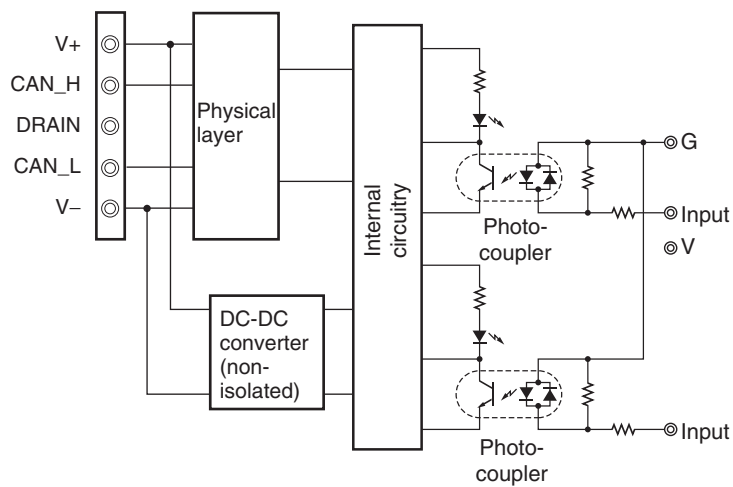 V+
CAN_H
DRAIN
CAN_L
V–
Physical
layer
DC-DC
converter
(non-
isolated)
Internal
circuitry
Photo-
coupler
Photo-
coupler
G
Input
V
Input